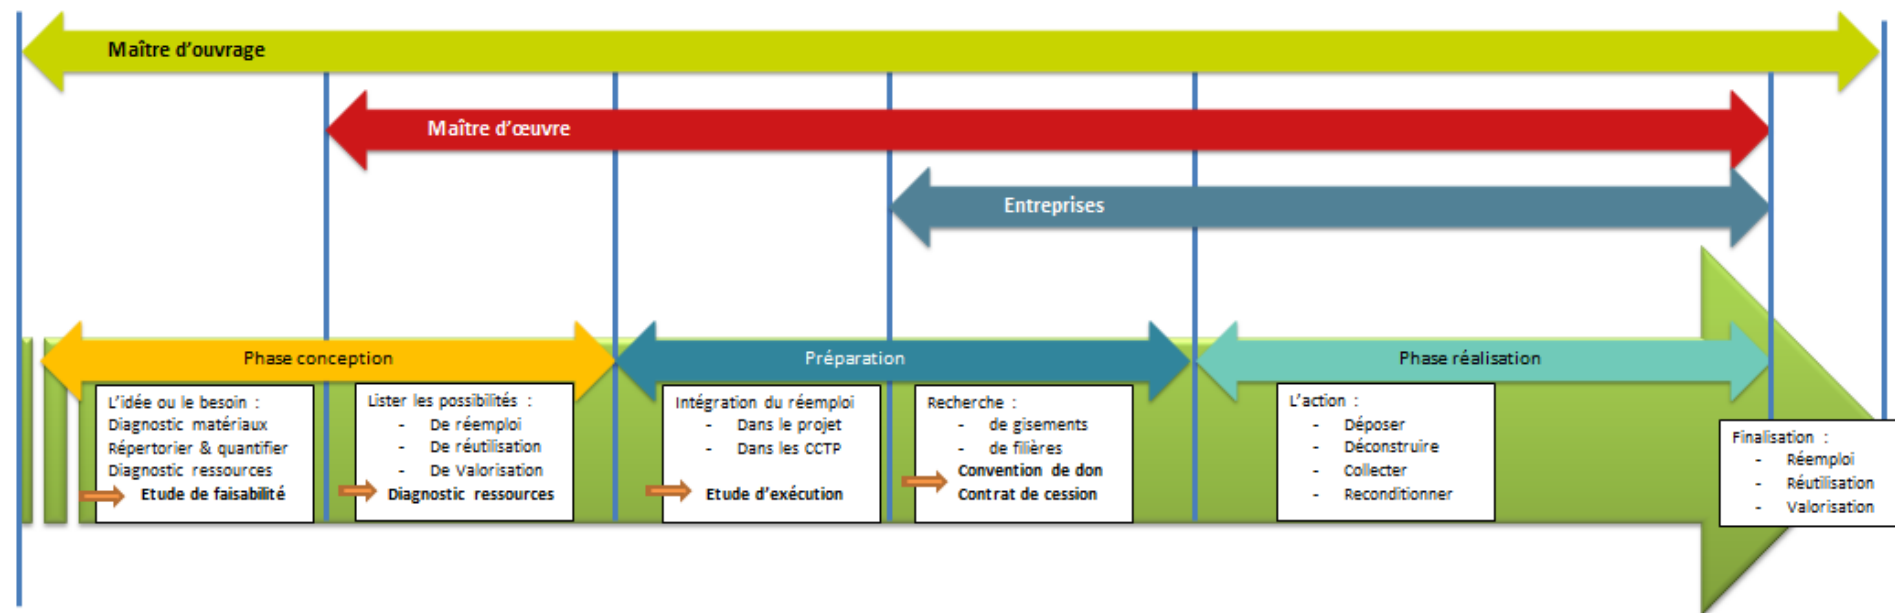 Maître d'ouvrage
Maître d'œuvre
Entreprises
Phase conception
Préparation
Phase réalisation
L'idée ou le besoin :
Diagnostic matériaux
Répertorier & quantifier
Diagnostic ressources
Etude de faisabilité
Lister les possibilités :
- De réemploi
- De réutilisation
- De Valorisation
Diagnostic ressources
Intégration du réemploi
- Dans le projet
- Dans les CCTP
Etude d'exécution
Recherche :
- de gisements
- de filières
Convention de don
Contrat de cession
L'action :
- Déposer
- Déconstruire
- Collecter
- Reconditionner
Finalisation :
- Réemploi
- Réutilisation
- Valorisation